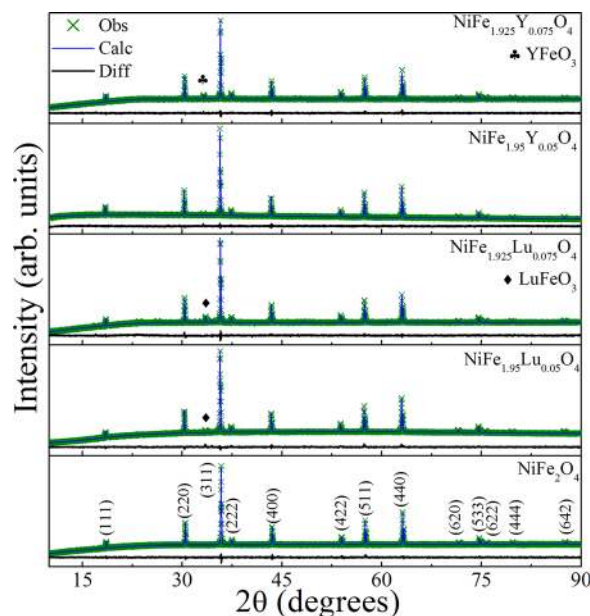 Obs
Calc
Diff
NiFe₁.₉₂₅Y₀.₀₇₅O₄
♣ YFeO₃
♣
NiFe₁.₉₅Y₀.₀₅O₄
NiFe₁.₉₂₅Lu₀.₀₇₅O₄
♦ LuFeO₃
♦
NiFe₁.₉₅Lu₀.₀₅O₄
♦
NiFe₂O₄
(111)
(220)
(311)
(222)
(400)
(422)
(511)
(440)
(620)
(533)
(622)
(444)
(642)
Intensity (arb. units)
15 30 45 60 75 90
2θ (degrees)